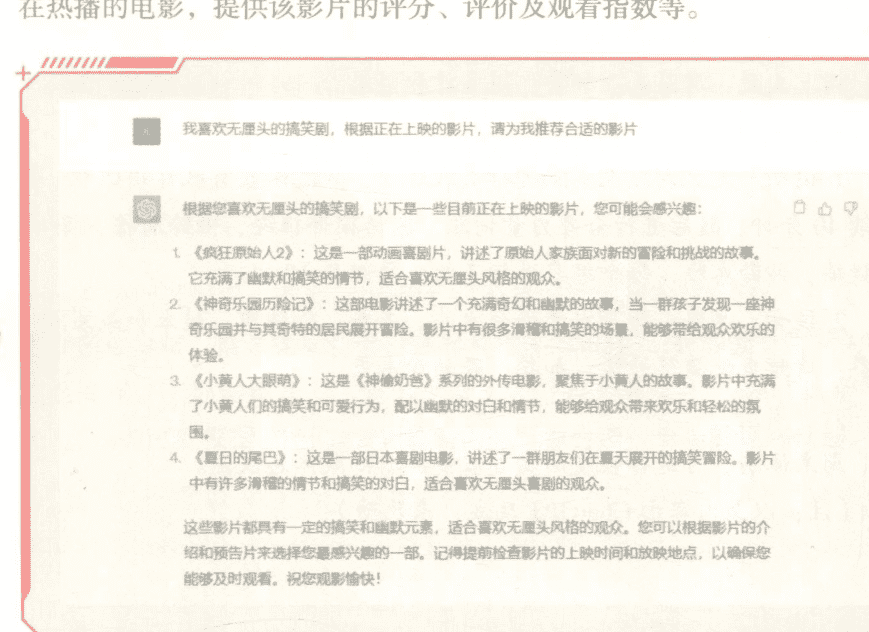 在热播的电影，提供该影片的评分、评价及观看指数等。
我喜欢无厘头的搞笑剧，根据正在上映的影片，请为我推荐合适的影片
根据您喜欢无厘头的搞笑剧，以下是一些目前正在上映的影片，您可能会感兴趣：
1. 《疯狂原始人2》：这是一部动画喜剧片，讲述了原始人家族面对新的冒险和挑战的故事。
它充满了幽默和搞笑的情节，适合喜欢无厘头风格的观众。
2. 《神奇乐园历险记》：这部电影讲述了一个充满奇幻和幽默的故事，当一群孩子发现一座神
奇乐园并与其奇特的居民展开冒险。影片中有很多滑稽和搞笑的场景，能够带给观众欢乐的
体验。
3. 《小黄人大眼萌》：这是《神偷奶爸》系列的外传电影，聚焦于小黄人的故事。影片中充满
了小黄人们的搞笑和可爱行为，配以幽默的对白和情节，能够给观众带来欢乐和轻松的氛
围。
4. 《夏日的尾巴》：这是一部日本喜剧电影，讲述了一群朋友们在夏天展开的搞笑冒险。影片
中有许多滑稽的情节和搞笑的对白，适合喜欢无厘头喜剧的观众。
这些影片都具有一定的搞笑和幽默元素，适合喜欢无厘头风格的观众。您可以根据影片的介
绍和预告片来选择您最感兴趣的一部。记得提前检查影片的上映时间和放映地点，以确保您
能够及时观看。祝您观影愉快！